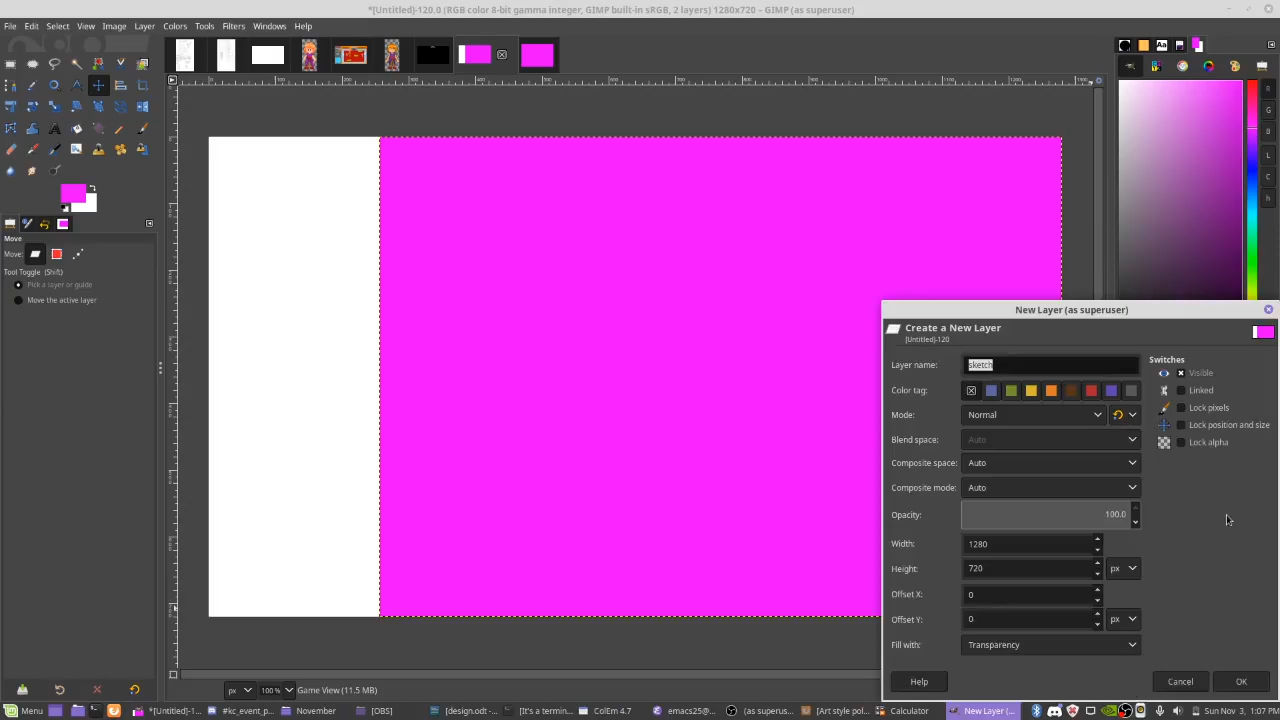 *[Untitled]-120.0 (RGB color 8-bit gamma integer, GIMP built-in sRGB, 2 layers) 1280x720 – GIMP (as superuser)
File Edit Select View Image Layer Colors Tools Filters Windows Help
Aa
R
G
B
L
C
h
Move
Move:
Tool Toggle (Shift)
Pick a layer or guide
Move the active layer
New Layer (as superuser)
Create a New Layer
[Untitled]-120
Layer name: sketch
Switches
Visible
Color tag:
Linked
Mode: Normal
Lock pixels
Blend space: Auto
Lock position and size
Composite space: Auto
Lock alpha
Composite mode: Auto
Opacity: 100.0
Width: 1280
Height: 720 px
Offset X: 0
Offset Y: 0 px
Fill with: Transparency
Help Cancel OK
px 100 % Game View (11.5 MB)
Menu *[Untitled]-1... #kc_event_p... November [OBS] [design.odt -... ["It's a termin... ColEm 4.7 emacs25@... (as superus... [Art style pol... Calculator New Layer (... Sun Nov 3, 1:07 PM